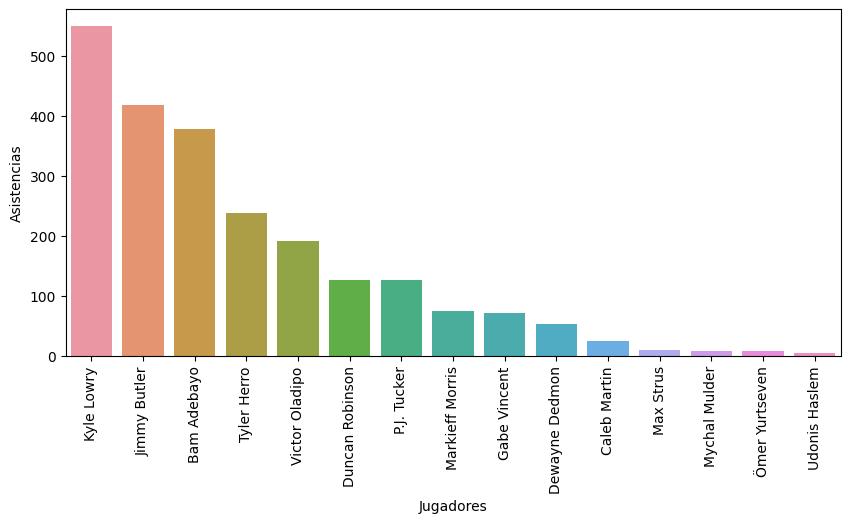 500
400
300
200
100
0
Asistencias
Kyle Lowry
Jimmy Butler
Bam Adebayo
Tyler Herro
Victor Oladipo
Duncan Robinson
P.J. Tucker
Markieff Morris
Gabe Vincent
Dewayne Dedmon
Caleb Martin
Max Strus
Mychal Mulder
Ömer Yurtseven
Udonis Haslem
Jugadores